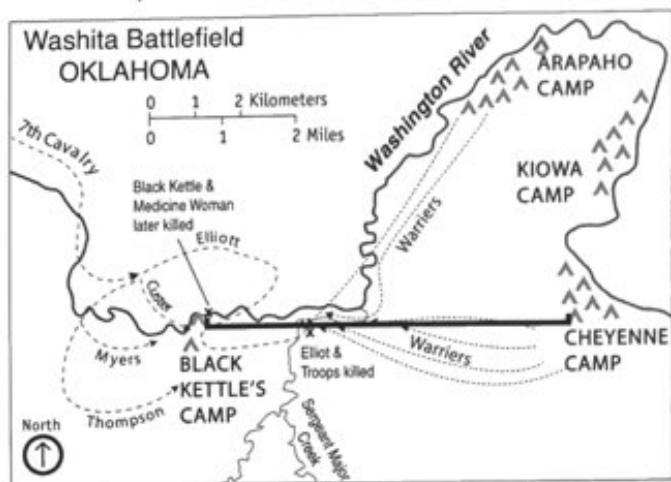 Washita Battlefield
OKLAHOMA
0 1 2 Kilometers
0 1 2 Miles
7th Cavalry
Washington River
ARAPAHO
CAMP
KIOWA
CAMP
Black Kettle &
Medicine Woman
later killed
Elliott
Warriers
Custer
Myers
BLACK
KETTLE'S
CAMP
Elliot &
Troops killed
Warriers
CHEYENNE
CAMP
Thompson
Sergeant Major
Creek
North